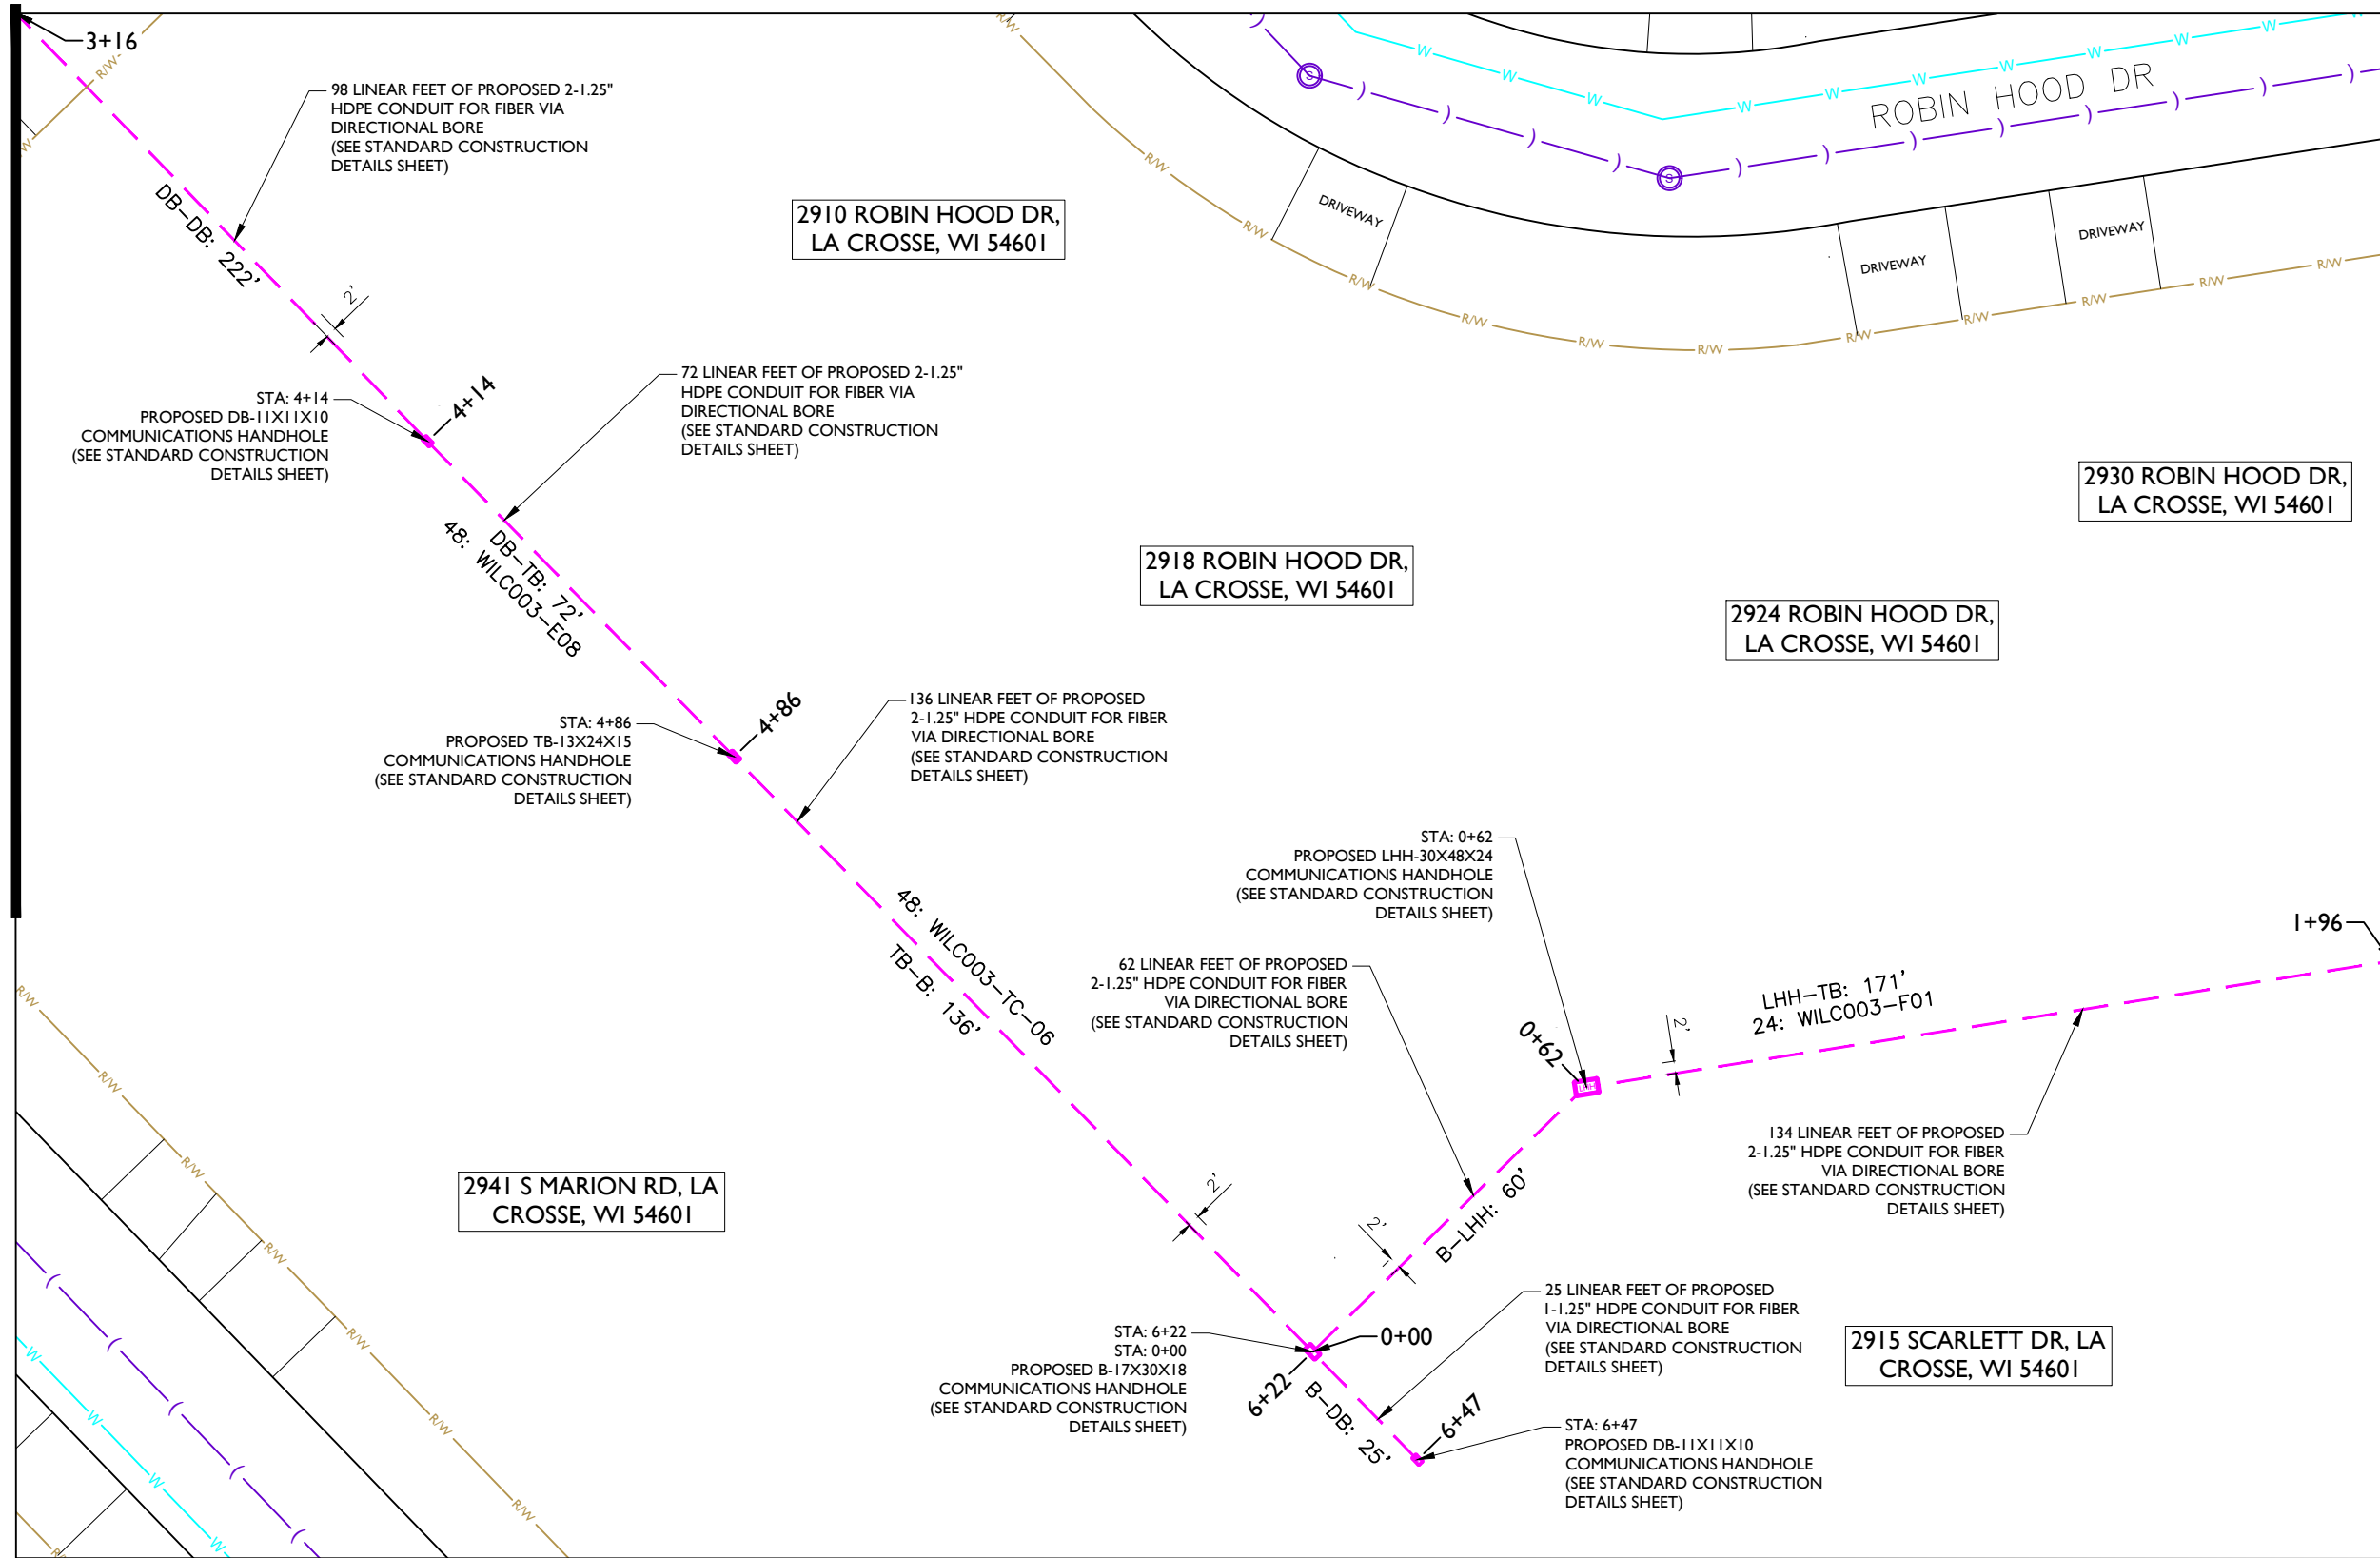 3+16
R/W
98 LINEAR FEET OF PROPOSED 2-1.25"
HDPE CONDUIT FOR FIBER VIA
DIRECTIONAL BORE
(SEE STANDARD CONSTRUCTION
DETAILS SHEET)
DB-DB: 222'
2'
2910 ROBIN HOOD DR,
LA CROSSE, WI 54601
R/W
R/W
R/W
R/W
R/W
R/W
R/W
R/W
R/W
R/W
R/W
R/W
W
W
W
W
W
W
W
W
W
W
S
S
ROBIN HOOD DR
DRIVEWAY
DRIVEWAY
DRIVEWAY
STA: 4+14
PROPOSED DB-11X11X10
COMMUNICATIONS HANDHOLE
(SEE STANDARD CONSTRUCTION
DETAILS SHEET)
4+14
72 LINEAR FEET OF PROPOSED 2-1.25"
HDPE CONDUIT FOR FIBER VIA
DIRECTIONAL BORE
(SEE STANDARD CONSTRUCTION
DETAILS SHEET)
DB-TB: 72'
48: WILC003-E08
2930 ROBIN HOOD DR,
LA CROSSE, WI 54601
2918 ROBIN HOOD DR,
LA CROSSE, WI 54601
2924 ROBIN HOOD DR,
LA CROSSE, WI 54601
STA: 4+86
PROPOSED TB-13X24X15
COMMUNICATIONS HANDHOLE
(SEE STANDARD CONSTRUCTION
DETAILS SHEET)
4+86
136 LINEAR FEET OF PROPOSED
2-1.25" HDPE CONDUIT FOR FIBER
VIA DIRECTIONAL BORE
(SEE STANDARD CONSTRUCTION
DETAILS SHEET)
48: WILC003-TC-06
TB-B: 136'
2'
STA: 0+62
PROPOSED LHH-30X48X24
COMMUNICATIONS HANDHOLE
(SEE STANDARD CONSTRUCTION
DETAILS SHEET)
62 LINEAR FEET OF PROPOSED
2-1.25" HDPE CONDUIT FOR FIBER
VIA DIRECTIONAL BORE
(SEE STANDARD CONSTRUCTION
DETAILS SHEET)
0+62
LHH
1+96
LHH-TB: 171'
24: WILC003-F01
2'
134 LINEAR FEET OF PROPOSED
2-1.25" HDPE CONDUIT FOR FIBER
VIA DIRECTIONAL BORE
(SEE STANDARD CONSTRUCTION
DETAILS SHEET)
B-LHH: 60'
2'
2941 S MARION RD, LA
CROSSE, WI 54601
R/W
R/W
R/W
R/W
R/W
R/W
R/W
W
W
W
W
STA: 6+22
STA: 0+00
PROPOSED B-17X30X18
COMMUNICATIONS HANDHOLE
(SEE STANDARD CONSTRUCTION
DETAILS SHEET)
0+00
6+22
B-DB: 25'
25 LINEAR FEET OF PROPOSED
1-1.25" HDPE CONDUIT FOR FIBER
VIA DIRECTIONAL BORE
(SEE STANDARD CONSTRUCTION
DETAILS SHEET)
6+47
STA: 6+47
PROPOSED DB-11X11X10
COMMUNICATIONS HANDHOLE
(SEE STANDARD CONSTRUCTION
DETAILS SHEET)
2915 SCARLETT DR, LA
CROSSE, WI 54601